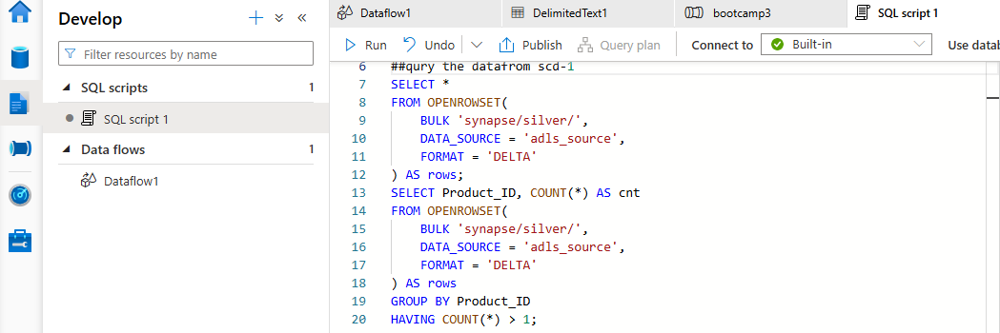 Develop
Filter resources by name
SQL scripts 1
SQL script 1
Data flows 1
Dataflow1
Dataflow1
DelimitedText1
bootcamp3
SQL script 1
Run
Undo
Publish
Query plan
Connect to
Built-in
Use datab
6 ##qury the datafrom scd-1
7 SELECT *
8 FROM OPENROWSET(
9 BULK 'synapse/silver/',
10 DATA_SOURCE = 'adls_source',
11 FORMAT = 'DELTA'
12 ) AS rows;
13 SELECT Product_ID, COUNT(*) AS cnt
14 FROM OPENROWSET(
15 BULK 'synapse/silver/',
16 DATA_SOURCE = 'adls_source',
17 FORMAT = 'DELTA'
18 ) AS rows
19 GROUP BY Product_ID
20 HAVING COUNT(*) > 1;